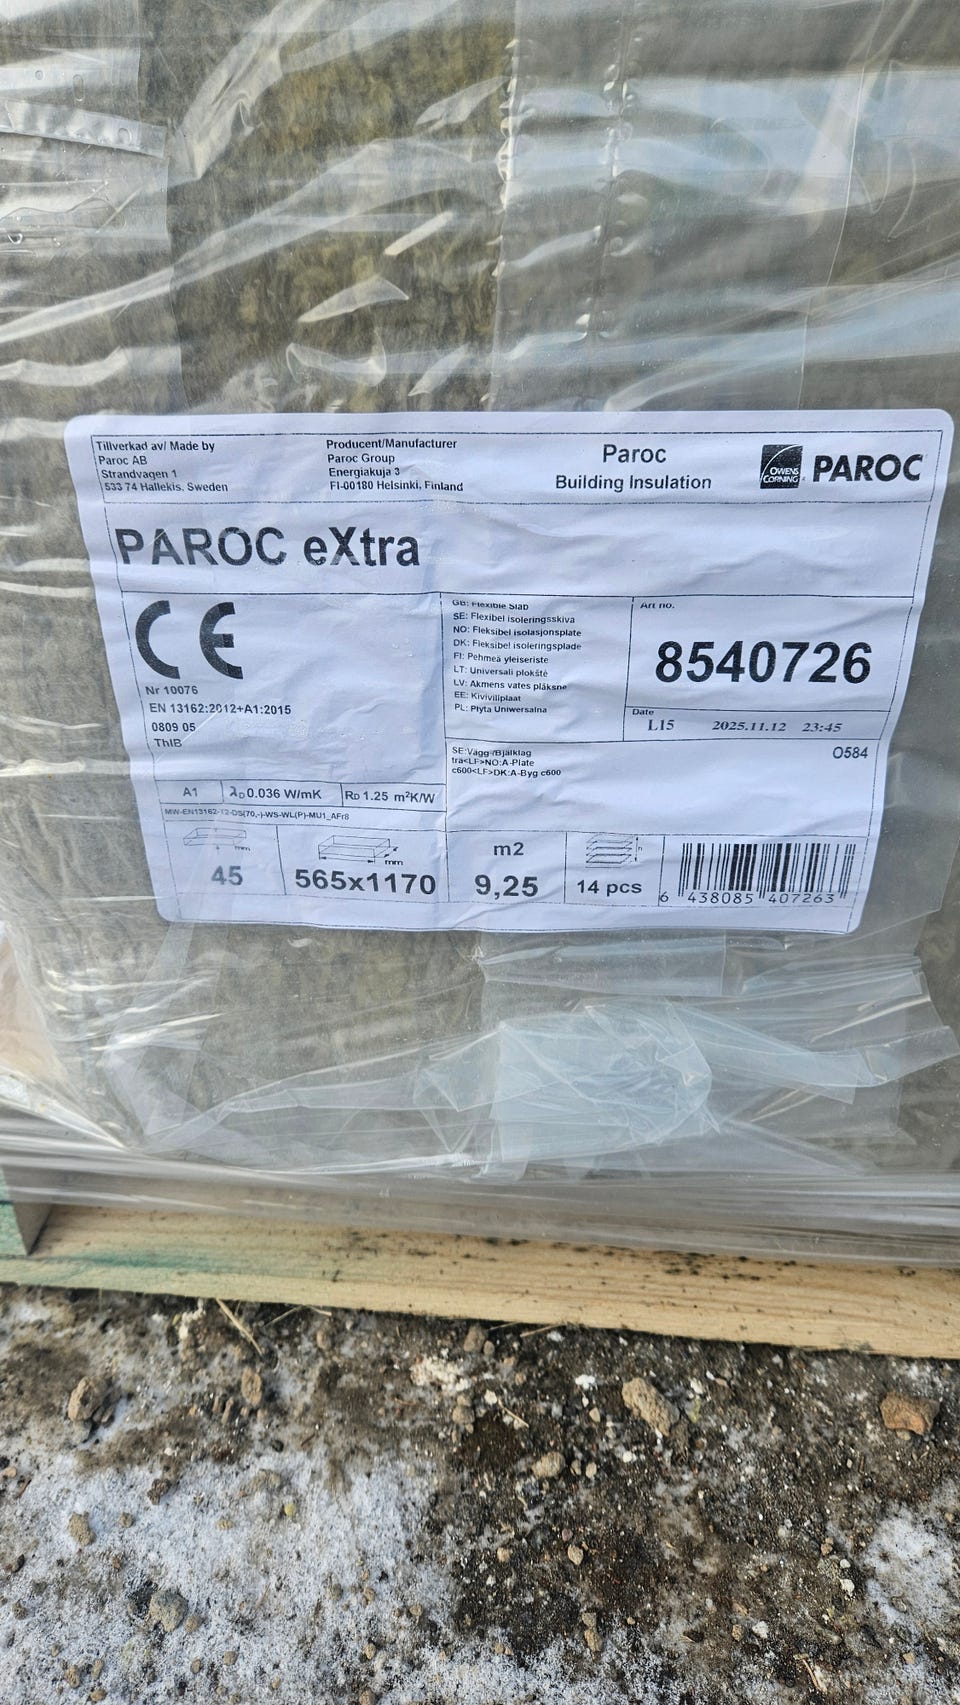 Tillverkad av/ Made by
Paroc AB
Strandvagen 1
533 74 Hallekis. Sweden
Producent/Manufacturer
Paroc Group
Energiakuja 3
FI-00180 Helsinki, Finland
Paroc
Building Insulation
OWENS
CORNING
PAROC
PAROC eXtra
CE
Nr 10076
EN 13162:2012+A1:2015
0809 05
ThIB
GB: Flexible Slab
SE: Flexibel isoleringsskiva
NO: Fleksibel isolasjonsplate
DK: Fleksibel isoleringsplade
FI: Pehmeä yleiseriste
LT: Universali plokštė
LV: Akmens vates plāksne
EE: Kivivillplaat
PL: Płyta Uniwersalna
Art no.
8540726
Date
L15 2025.11.12 23:45
SE:Vägg-/Bjälklag
tra<LF>NO:A-Plate
c600<LF>DK:A-Byg c600
O584
A1
λD 0.036 W/mK
RD 1.25 m²K/W
MW-EN13162-T2-DS(70,-)-WS-WL(P)-MU1_AFr8
mm
45
mm
565x1170
m2
9,25
14 pcs
6 438085 407263